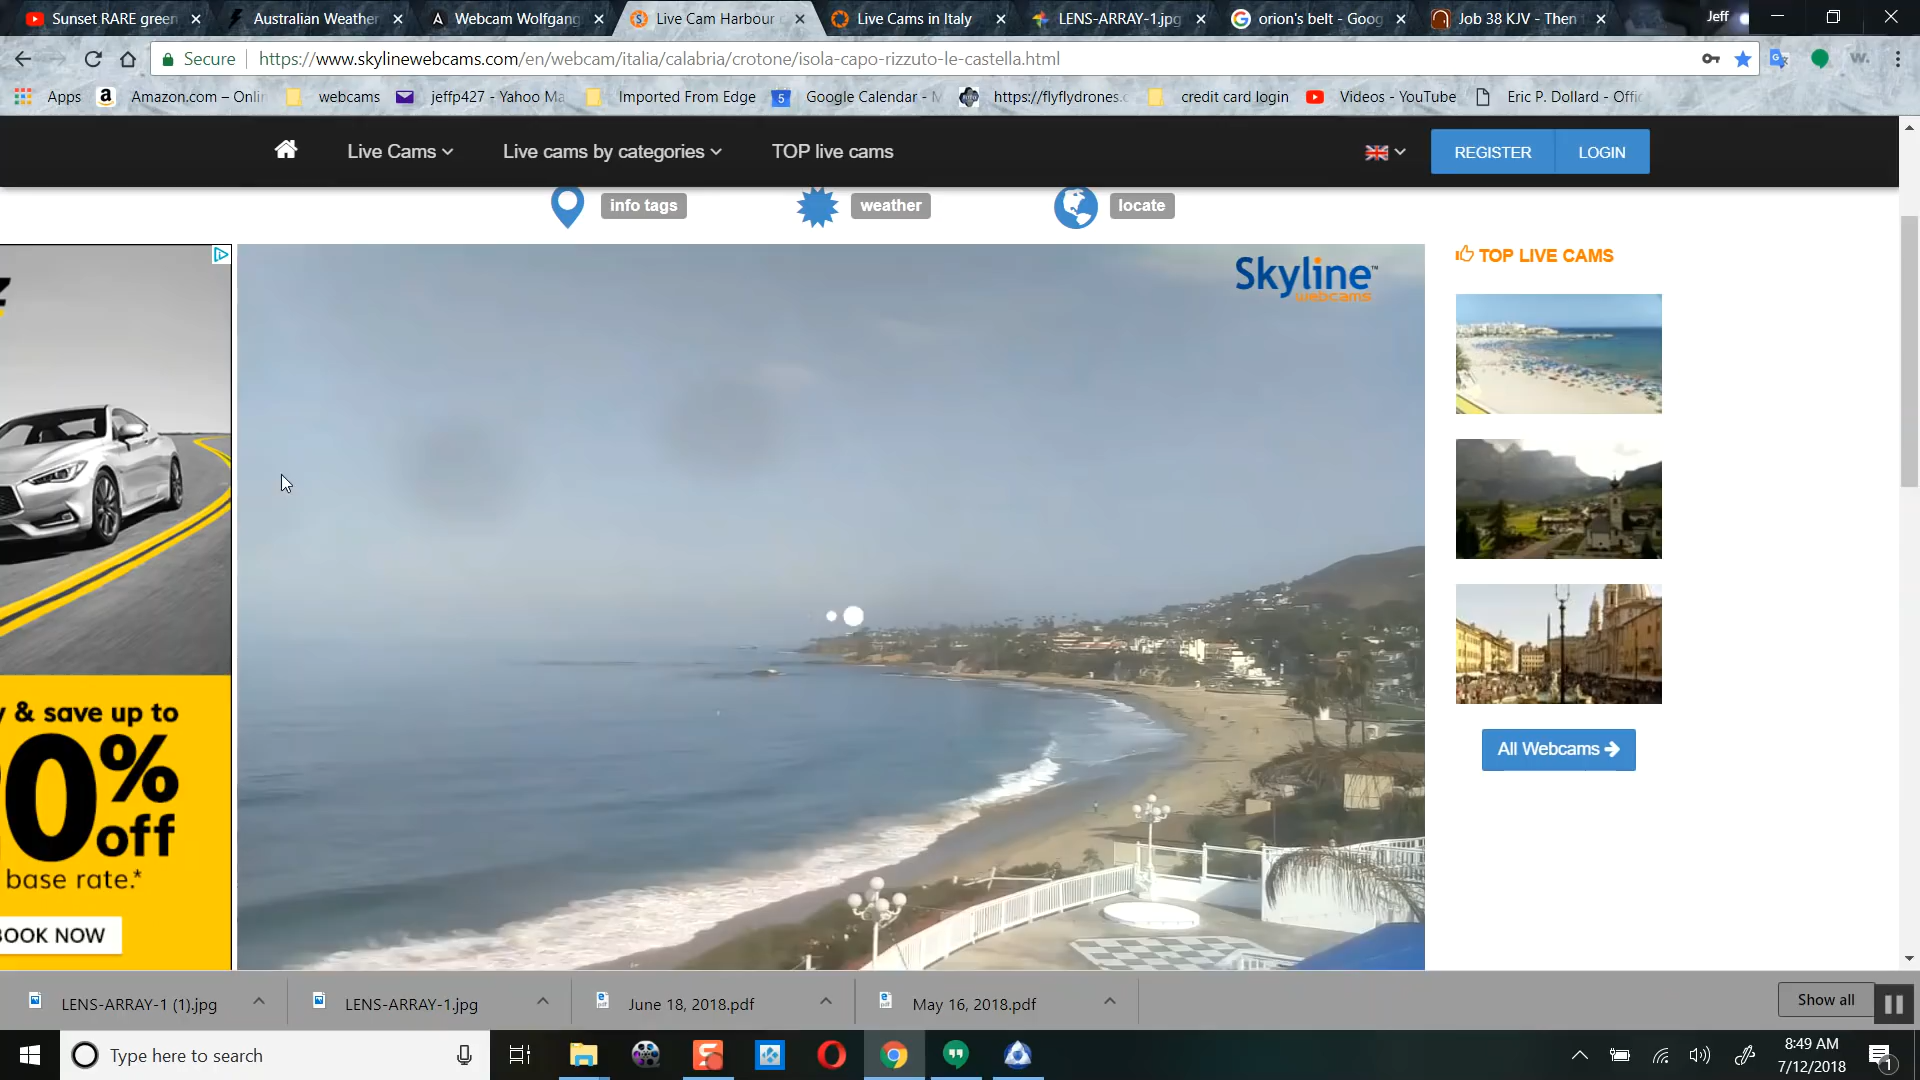 Sunset RARE green
Australian Weather
Webcam Wolfgang
Live Cam Harbour
Live Cams in Italy
LENS-ARRAY-1.jpg
orion's belt - Goog
Job 38 KJV - Then
Jeff
Secure
https://www.skylinewebcams.com/en/webcam/italia/calabria/crotone/isola-capo-rizzuto-le-castella.html
Apps
Amazon.com – Onli
webcams
jeffp427 - Yahoo Ma
Imported From Edge
Google Calendar -
https://flyflydrones.
credit card login
Videos - YouTube
Eric P. Dollard - Offic
Live Cams
Live cams by categories
TOP live cams
REGISTER
LOGIN
info tags
weather
locate
Skyline™
webcams
TOP LIVE CAMS
All Webcams
y & save up to
0%
off
base rate.*
BOOK NOW
LENS-ARRAY-1 (1).jpg
LENS-ARRAY-1.jpg
June 18, 2018.pdf
May 16, 2018.pdf
Show all
Type here to search
8:49 AM
7/12/2018
1